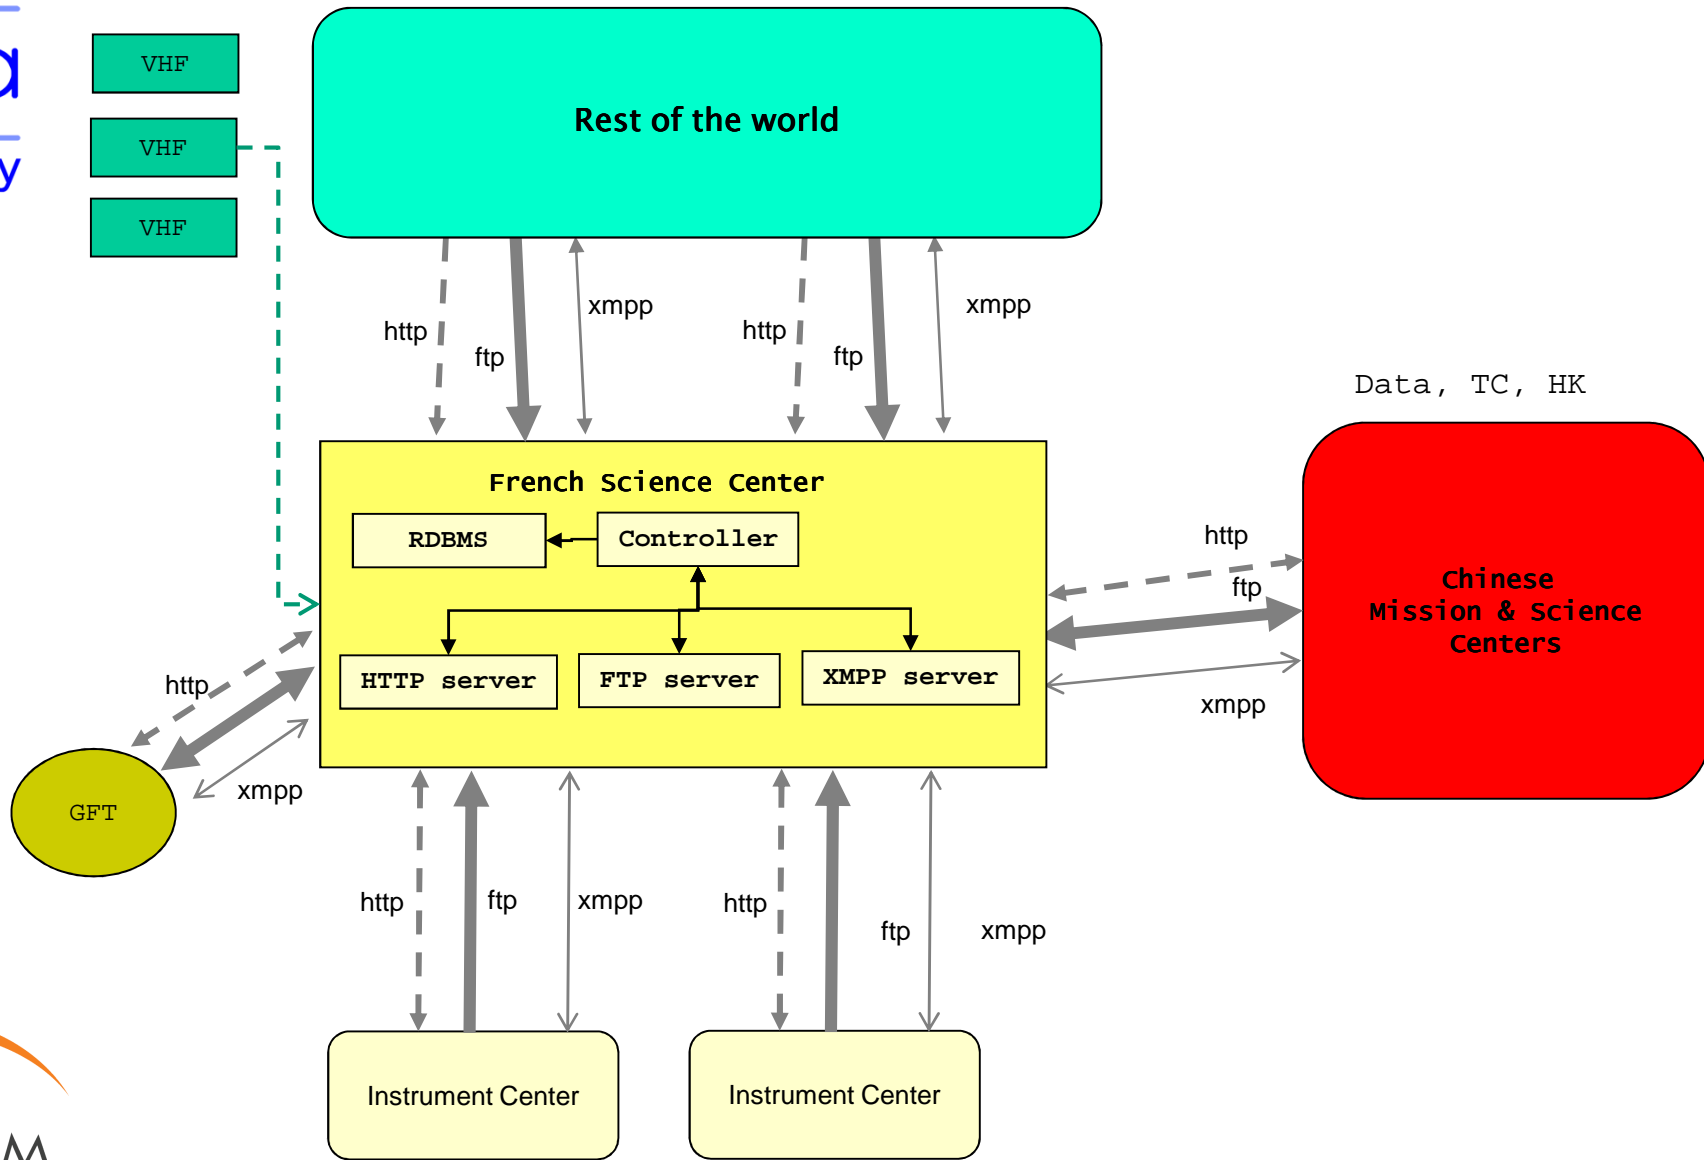 a
y
VHF
VHF
VHF
Rest of the world
http
ftp
xmpp
http
ftp
xmpp
Data, TC, HK
French Science Center
RDBMS
Controller
HTTP server
FTP server
XMPP server
http
ftp
xmpp
Chinese
Mission & Science
Centers
http
xmpp
GFT
http
ftp
xmpp
http
ftp
xmpp
Instrument Center
Instrument Center
M